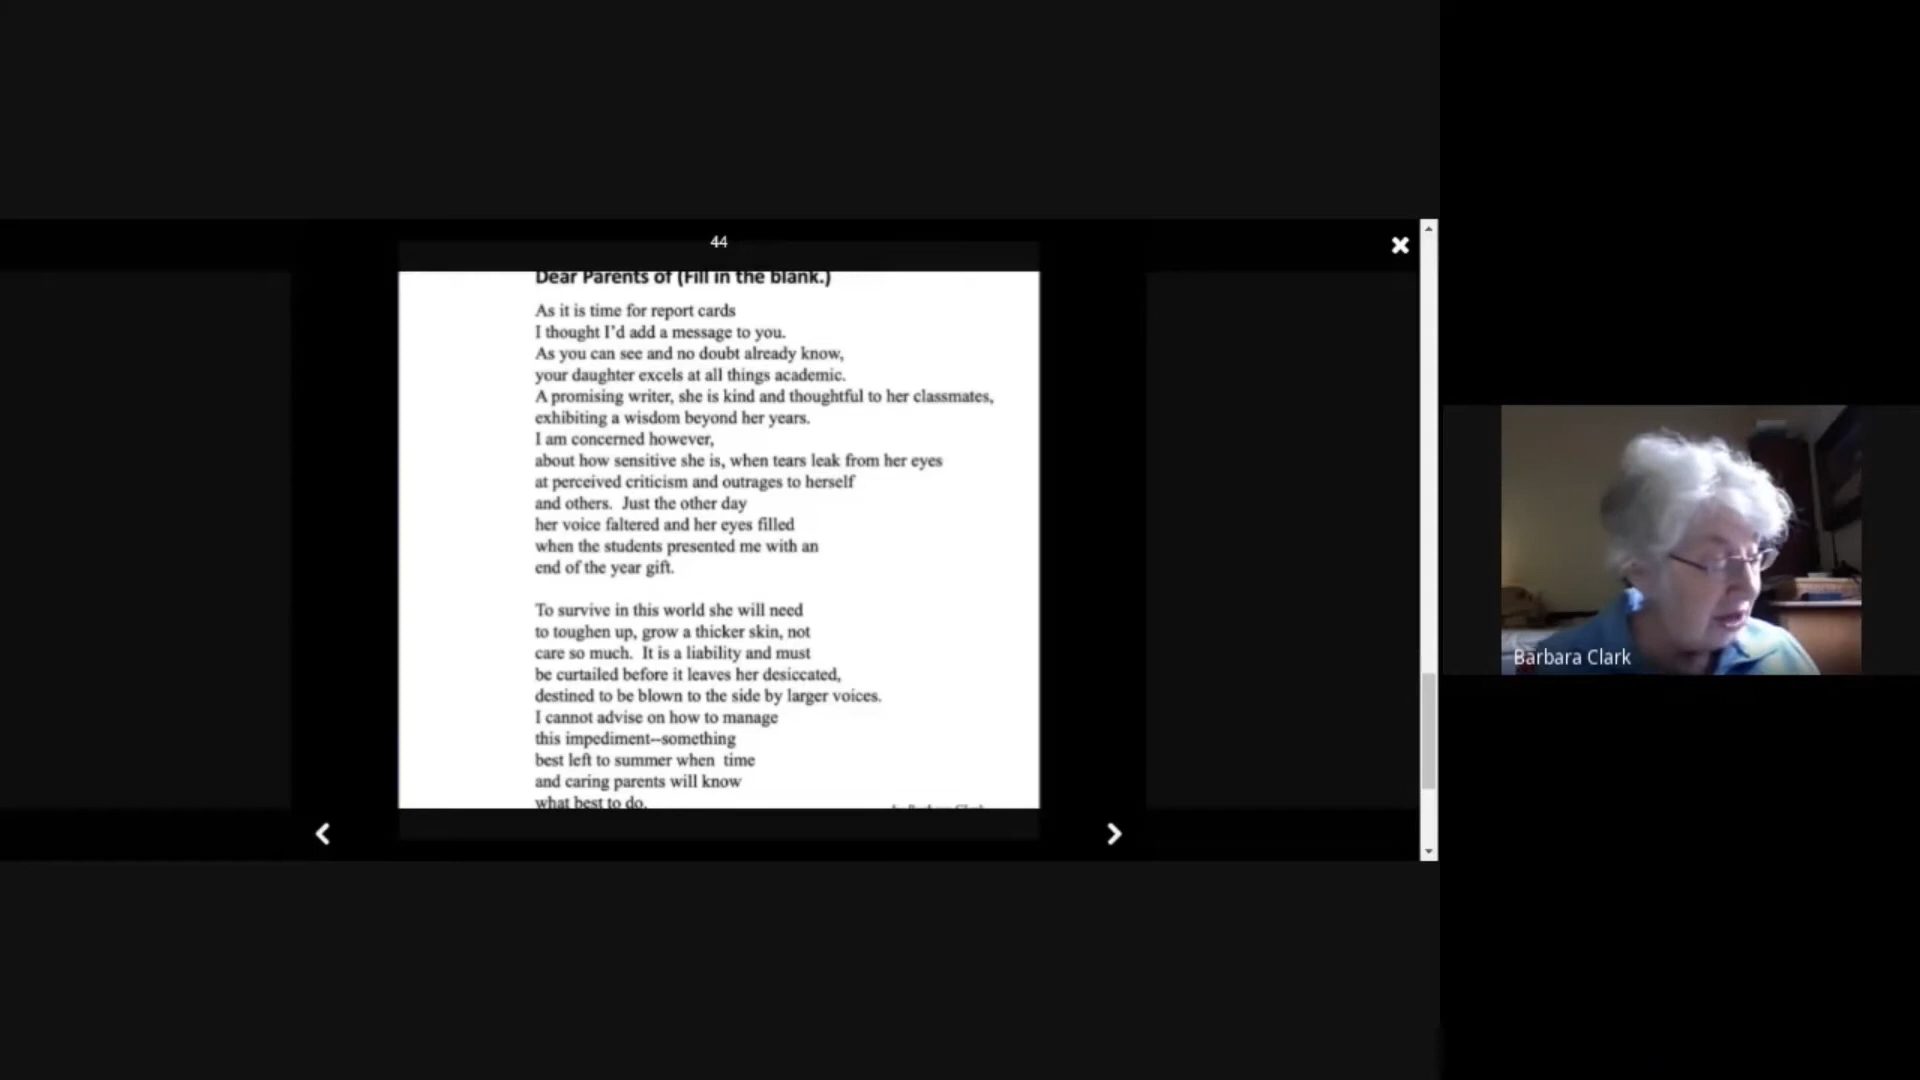 44
Dear Parents of (Fill in the blank.)
As it is time for report cards
I thought I'd add a message to you.
As you can see and no doubt already know,
your daughter excels at all things academic.
A promising writer, she is kind and thoughtful to her classmates,
exhibiting a wisdom beyond her years.
I am concerned however,
about how sensitive she is, when tears leak from her eyes
at perceived criticism and outrages to herself
and others.  Just the other day
her voice faltered and her eyes filled
when the students presented me with an
end of the year gift.
To survive in this world she will need
to toughen up, grow a thicker skin, not
care so much.  It is a liability and must
be curtailed before it leaves her desiccated,
destined to be blown to the side by larger voices.
I cannot advise on how to manage
this impediment--something
best left to summer when  time
and caring parents will know
what best to do.
Barbara Clark